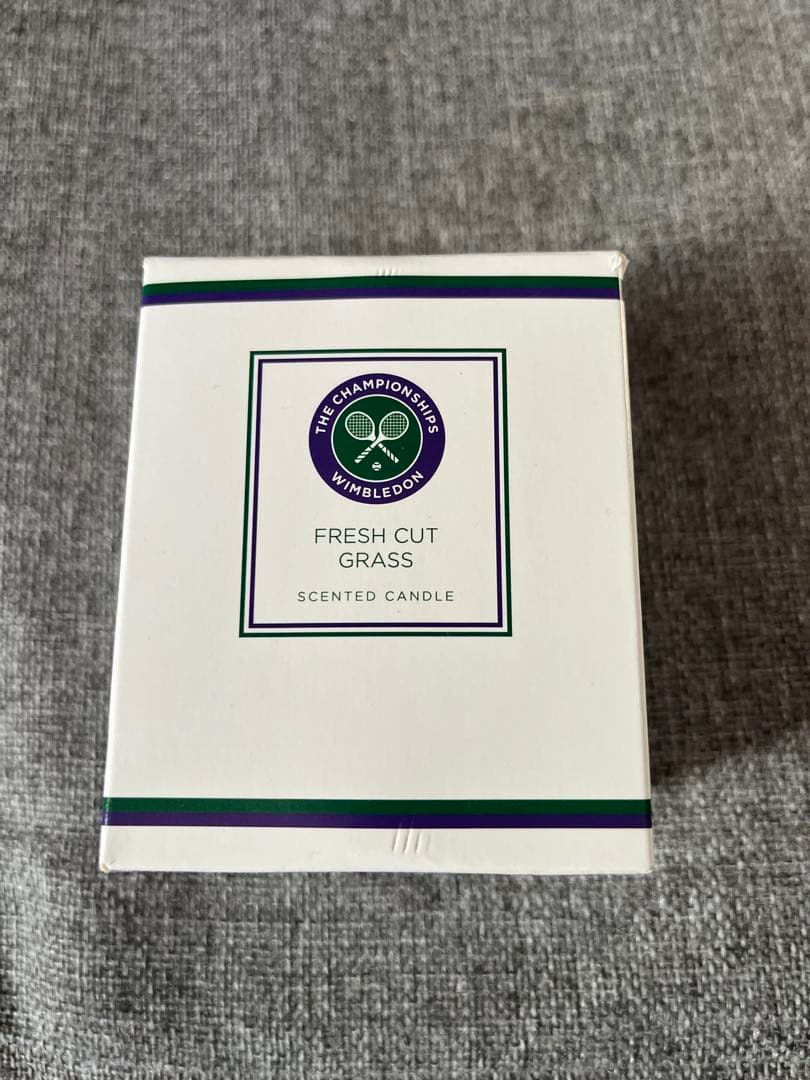 THE CHAMPIONSHIPS
WIMBLEDON
FRESH CUT
GRASS
SCENTED CANDLE